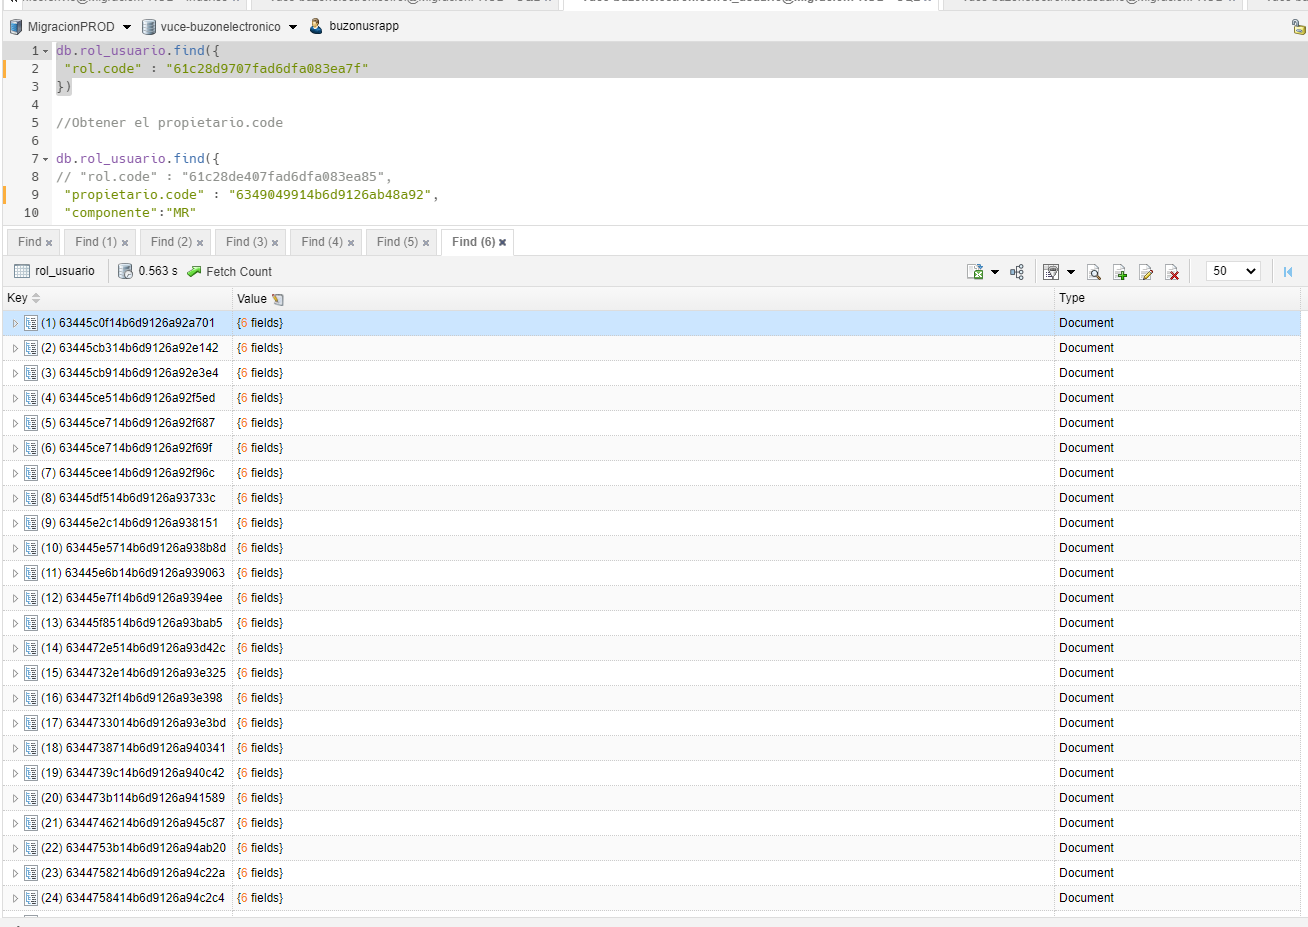 MigracionPROD vuce-buzonelectronico buzonusrapp
1 db.rol_usuario.find({
2 "rol.code" : "61c28d9707fad6dfa083ea7f"
3 })
4
5 //Obtener el propietario.code
6
7 db.rol_usuario.find({
8 // "rol.code" : "61c28de407fad6dfa083ea85",
9 "propietario.code" : "6349049914b6d9126ab48a92",
10 "componente":"MR"
Find × Find (1) × Find (2) × Find (3) × Find (4) × Find (5) × Find (6) ×
rol_usuario 0.563 s Fetch Count 50
Key Value Type
(1) 63445c0f14b6d9126a92a701 {6 fields} Document
(2) 63445cb314b6d9126a92e142 {6 fields} Document
(3) 63445cb914b6d9126a92e3e4 {6 fields} Document
(4) 63445ce514b6d9126a92f5ed {6 fields} Document
(5) 63445ce714b6d9126a92f687 {6 fields} Document
(6) 63445ce714b6d9126a92f69f {6 fields} Document
(7) 63445cee14b6d9126a92f96c {6 fields} Document
(8) 63445df514b6d9126a93733c {6 fields} Document
(9) 63445e2c14b6d9126a938151 {6 fields} Document
(10) 63445e5714b6d9126a938b8d {6 fields} Document
(11) 63445e6b14b6d9126a939063 {6 fields} Document
(12) 63445e7f14b6d9126a9394ee {6 fields} Document
(13) 63445f8514b6d9126a93bab5 {6 fields} Document
(14) 634472e514b6d9126a93d42c {6 fields} Document
(15) 6344732e14b6d9126a93e325 {6 fields} Document
(16) 6344732f14b6d9126a93e398 {6 fields} Document
(17) 6344733014b6d9126a93e3bd {6 fields} Document
(18) 6344738714b6d9126a940341 {6 fields} Document
(19) 6344739c14b6d9126a940c42 {6 fields} Document
(20) 634473b114b6d9126a941589 {6 fields} Document
(21) 6344746214b6d9126a945c87 {6 fields} Document
(22) 6344753b14b6d9126a94ab20 {6 fields} Document
(23) 6344758214b6d9126a94c22a {6 fields} Document
(24) 6344758414b6d9126a94c2c4 {6 fields} Document